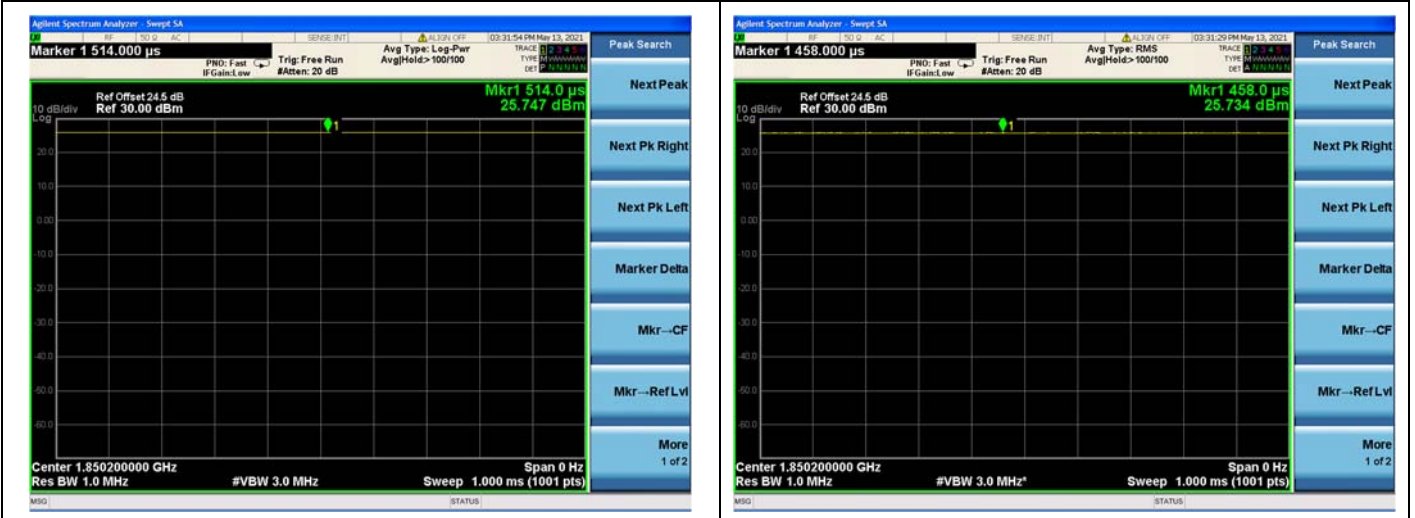 Agilent Spectrum Analyzer - Swept SA
RF 50 Ω AC SENSE:INT ALIGN OFF 03:31:54 PM May 13, 2021
Marker 1 514.000 µs
PNO: Fast
IFGain:Low
Trig: Free Run
#Atten: 20 dB
Avg Type: Log-Pwr
Avg|Hold:> 100/100
TRACE 1 2 3 4 5 6
TYPE M
DET P N N N N N
Ref Offset 24.5 dB
10 dB/div Ref 30.00 dBm
Log
Mkr1 514.0 µs
25.747 dBm
1
20.0
10.0
0.00
-10.0
-20.0
-30.0
-40.0
-50.0
-60.0
Center 1.850200000 GHz Span 0 Hz
Res BW 1.0 MHz #VBW 3.0 MHz Sweep 1.000 ms (1001 pts)
MSG STATUS
Peak Search
Next Peak
Next Pk Right
Next Pk Left
Marker Delta
Mkr→CF
Mkr→Ref Lvl
More
1 of 2
Agilent Spectrum Analyzer - Swept SA
RF 50 Ω AC SENSE:INT ALIGN OFF 03:31:29 PM May 13, 2021
Marker 1 458.000 µs
PNO: Fast
IFGain:Low
Trig: Free Run
#Atten: 20 dB
Avg Type: RMS
Avg|Hold:> 100/100
TRACE 1 2 3 4 5 6
TYPE M
DET A N N N N N
Ref Offset 24.5 dB
10 dB/div Ref 30.00 dBm
Log
Mkr1 458.0 µs
25.734 dBm
1
20.0
10.0
0.00
-10.0
-20.0
-30.0
-40.0
-50.0
-60.0
Center 1.850200000 GHz Span 0 Hz
Res BW 1.0 MHz #VBW 3.0 MHz* Sweep 1.000 ms (1001 pts)
MSG STATUS
Peak Search
Next Peak
Next Pk Right
Next Pk Left
Marker Delta
Mkr→CF
Mkr→Ref Lvl
More
1 of 2